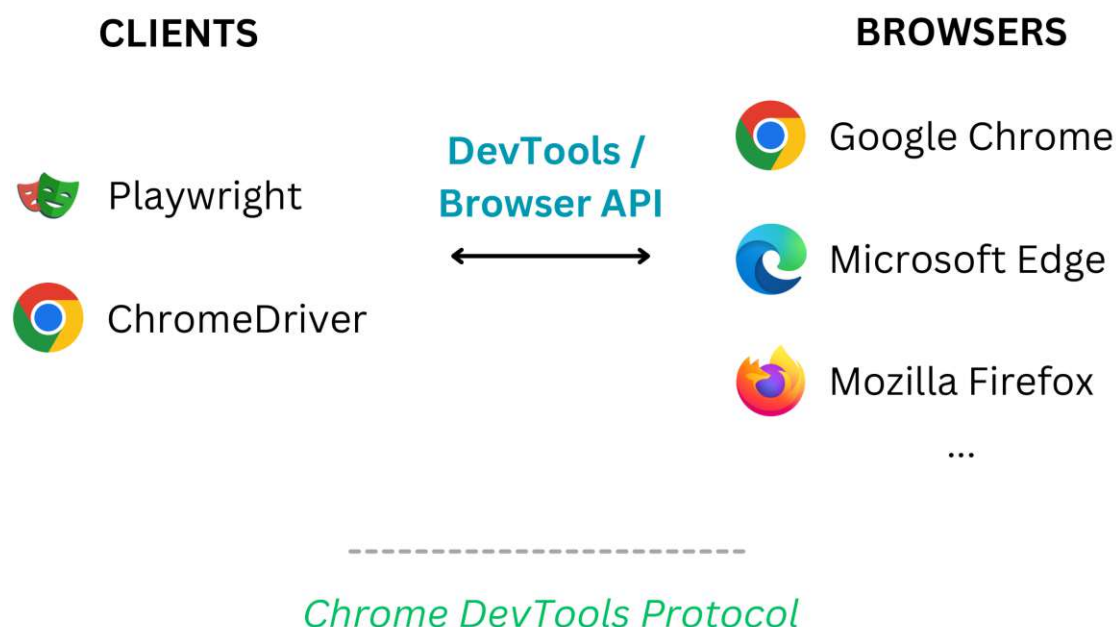 CLIENTS
BROWSERS
Playwright
ChromeDriver
DevTools /
Browser API
Google Chrome
Microsoft Edge
Mozilla Firefox
...
Chrome DevTools Protocol